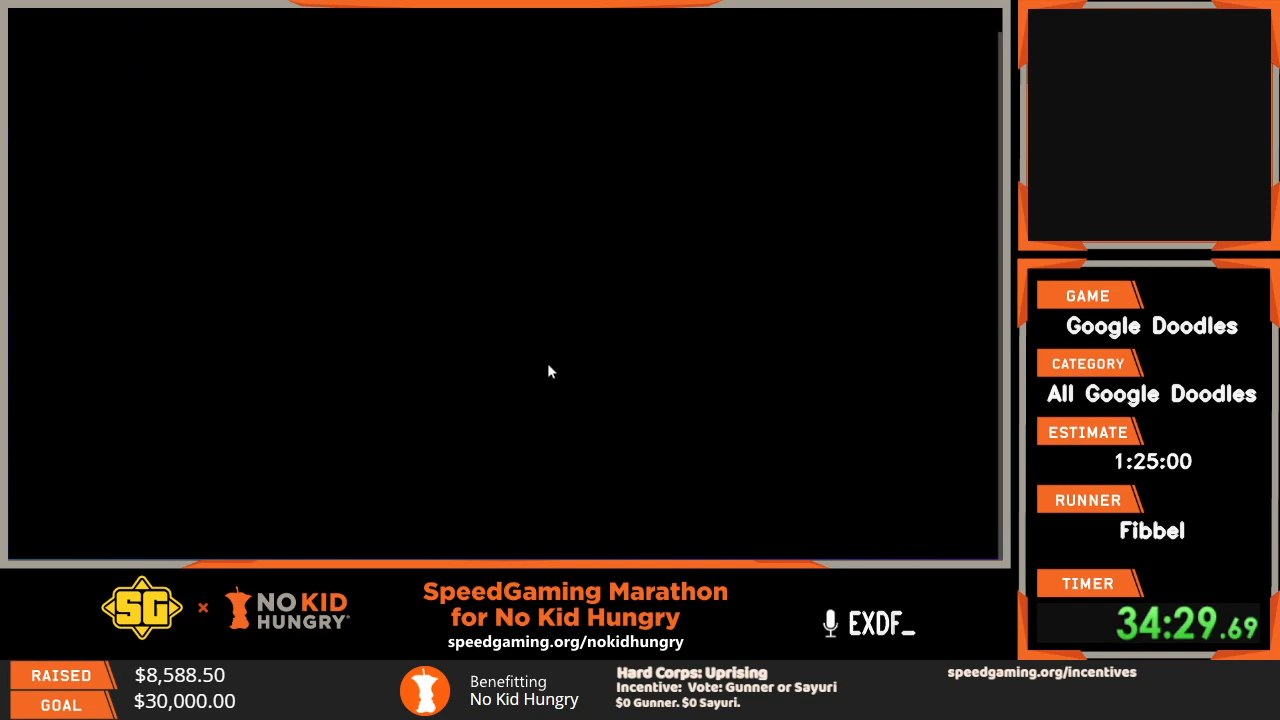 GAME
Google Doodles
CATEGORY
All Google Doodles
ESTIMATE
1:25:00
RUNNER
Fibbel
TIMER
34:29.69
SG × NO KID HUNGRY
SpeedGaming Marathon
for No Kid Hungry
speedgaming.org/nokidhungry
EXDF_
RAISED $8,588.50
GOAL $30,000.00
Benefitting
No Kid Hungry
Hard Corps: Uprising
Incentive: Vote: Gunner or Sayuri
$0 Gunner. $0 Sayuri.
speedgaming.org/incentives